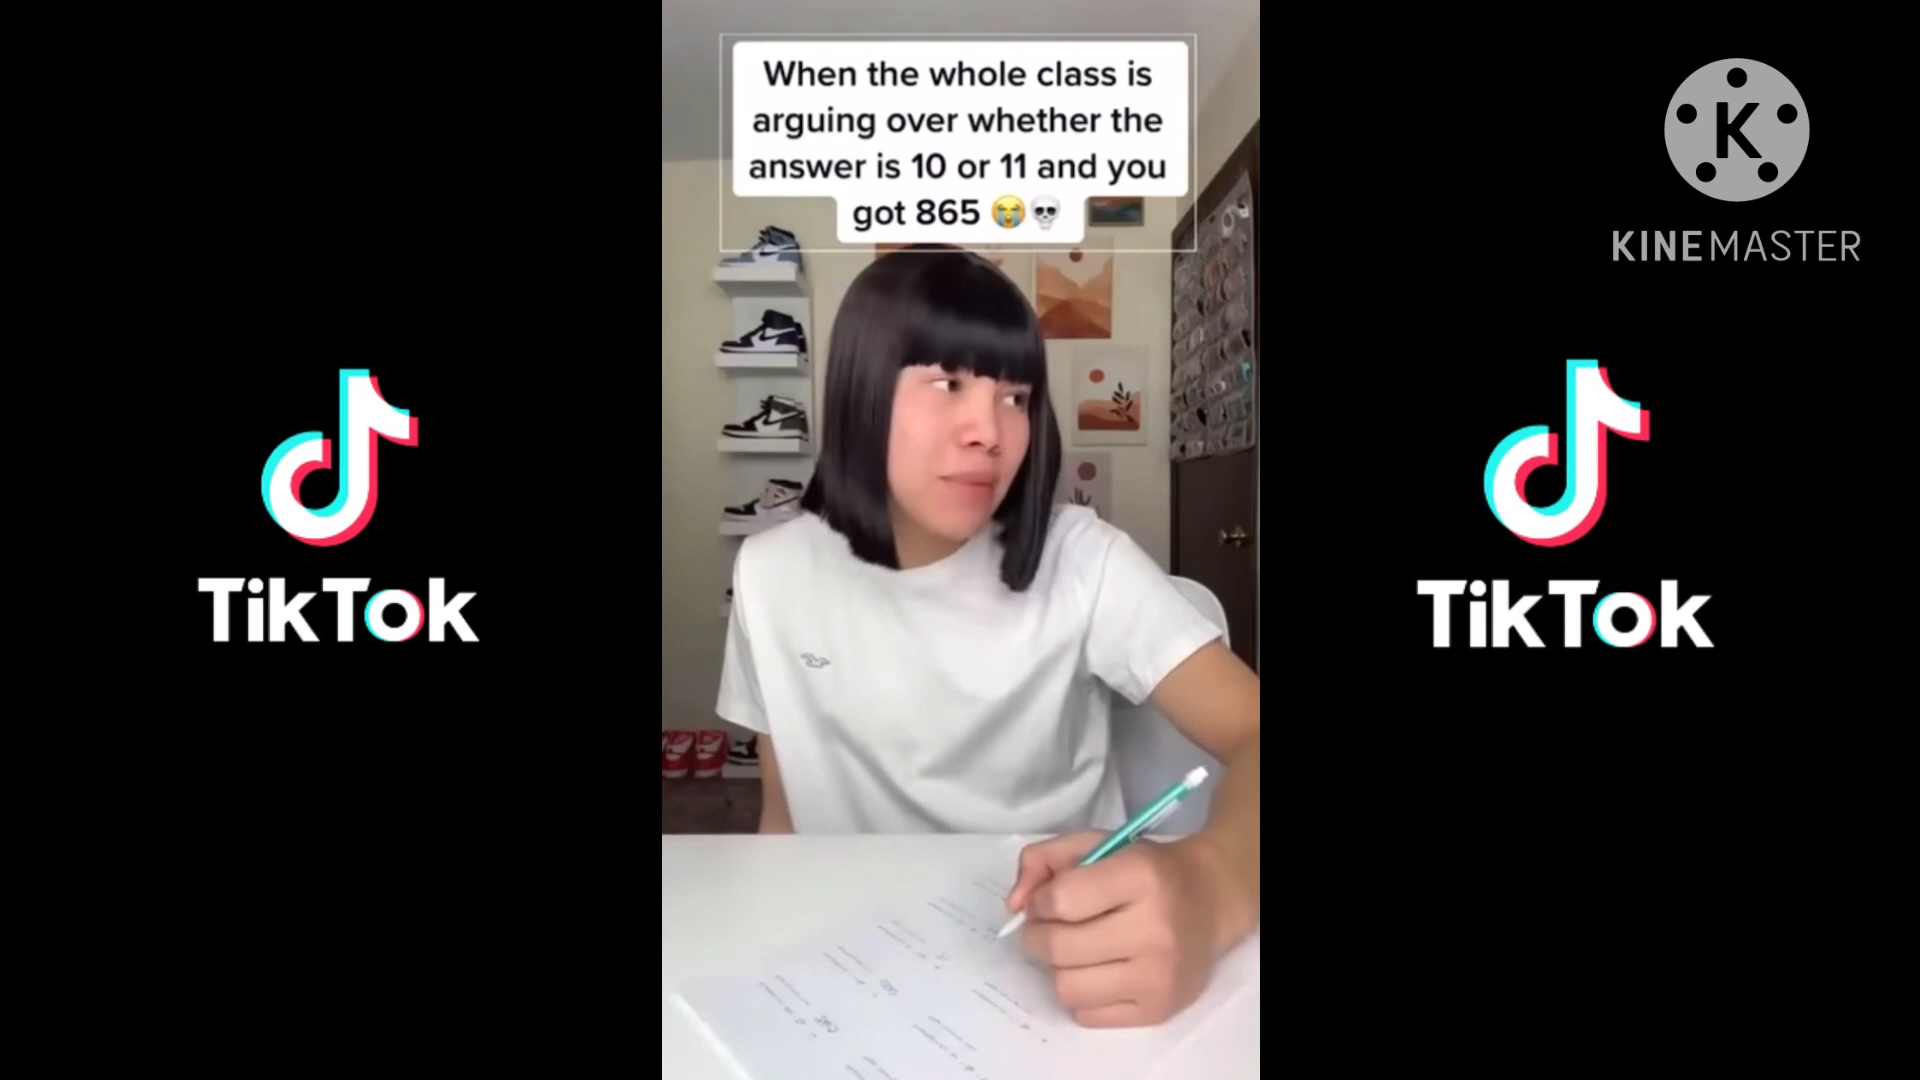 When the whole class is
arguing over whether the
answer is 10 or 11 and you
got 865 😭💀
K
KINEMASTER
TikTok
TikTok